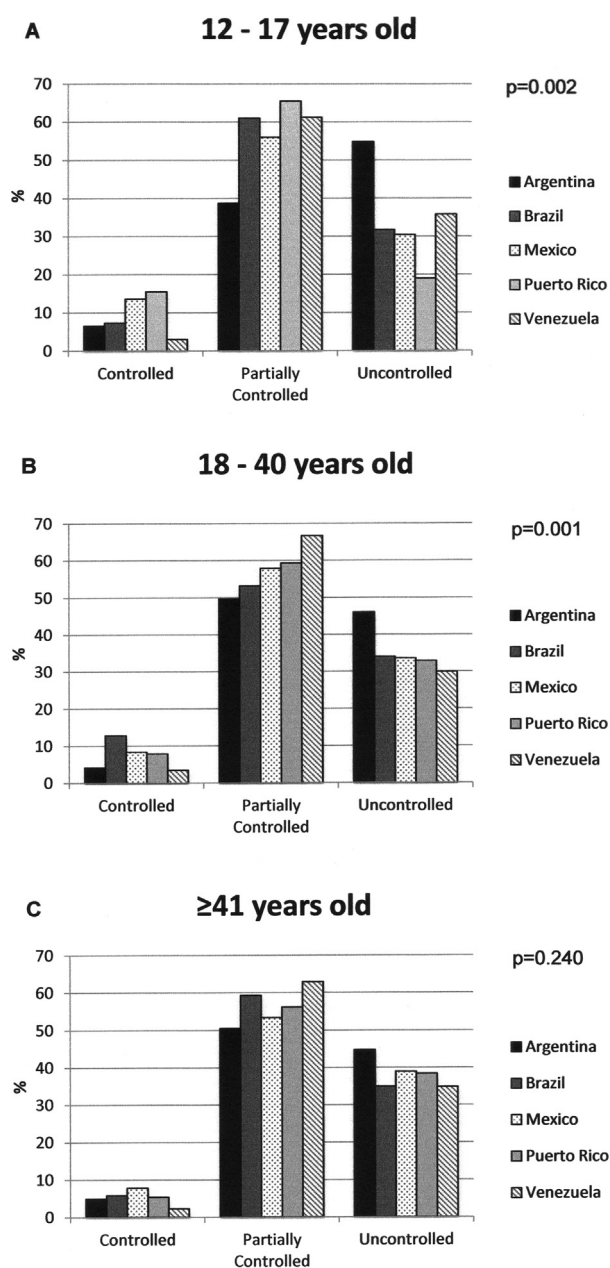 A
12 - 17 years old
p=0.002
70
60
50
40
30
20
10
0
%
Controlled
Partially
Controlled
Uncontrolled
Argentina
Brazil
Mexico
Puerto Rico
Venezuela
B
18 - 40 years old
p=0.001
70
60
50
40
30
20
10
0
%
Controlled
Partially
Controlled
Uncontrolled
Argentina
Brazil
Mexico
Puerto Rico
Venezuela
C
≥41 years old
p=0.240
70
60
50
40
30
20
10
0
%
Controlled
Partially
Controlled
Uncontrolled
Argentina
Brazil
Mexico
Puerto Rico
Venezuela